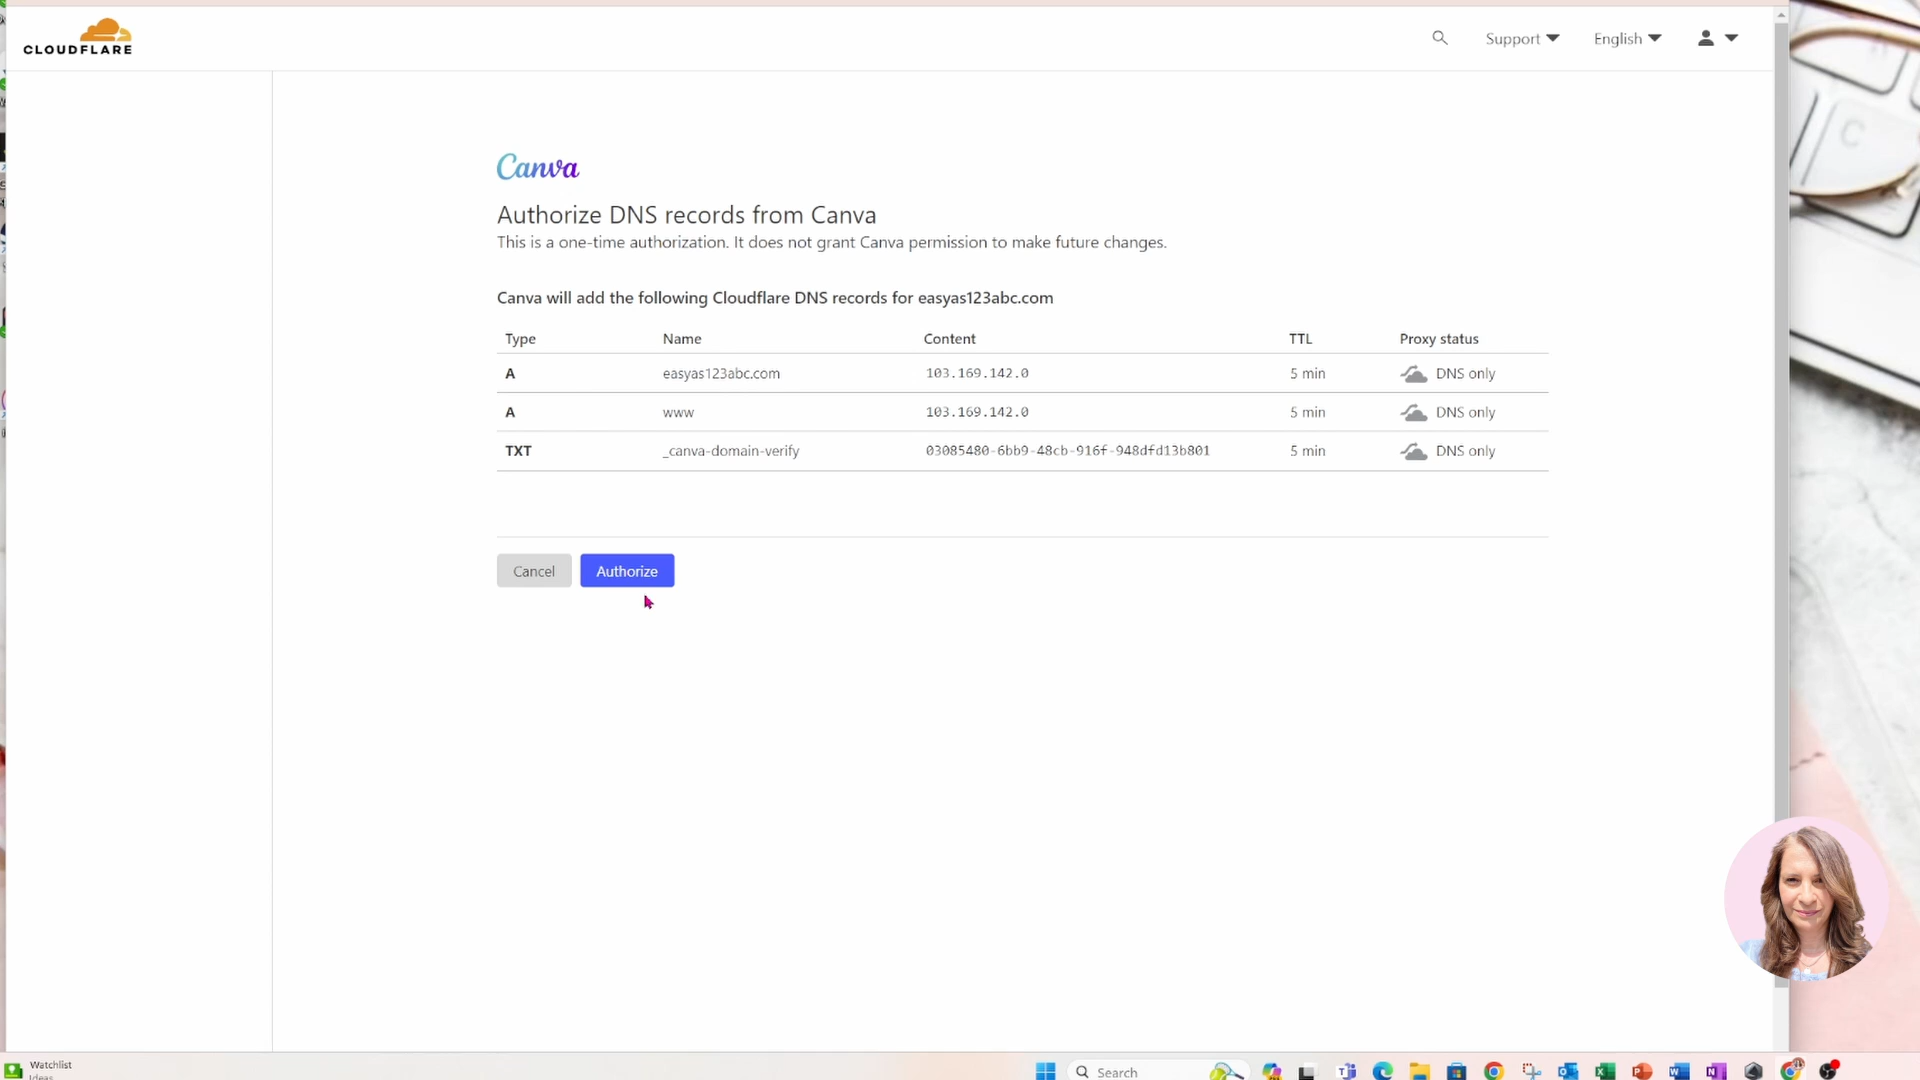 CLOUDFLARE
Support
English
Canva
Authorize DNS records from Canva
This is a one-time authorization. It does not grant Canva permission to make future changes.
Canva will add the following Cloudflare DNS records for easyas123abc.com
Type Name Content TTL Proxy status
A easyas123abc.com 103.169.142.0 5 min DNS only
A www 103.169.142.0 5 min DNS only
TXT _canva-domain-verify 03085480-6bb9-48cb-916f-948dfd13b801 5 min DNS only
Cancel Authorize
C
Watchlist
Ideas
Search